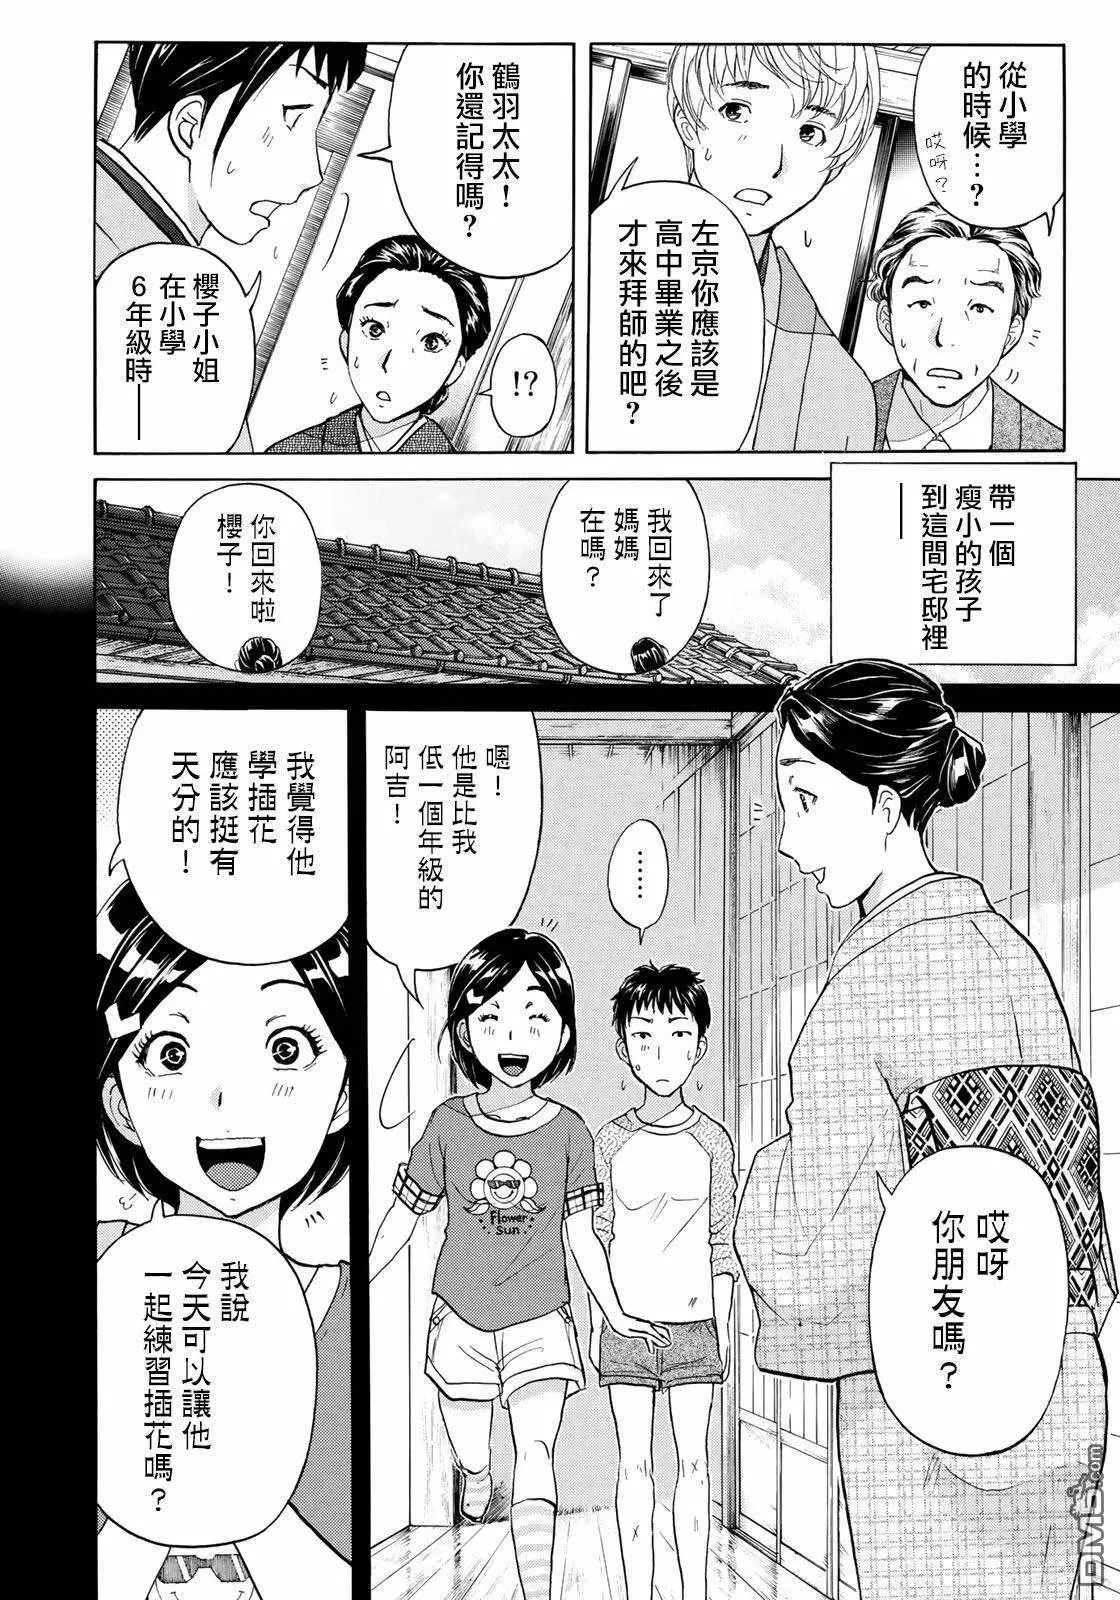 從小學
的時候…?
哎呀?
左京你應該是
高中畢業之後
才來拜師的吧?
鶴羽太太!
你還記得嗎?
!?
櫻子小姐
在小學
6年級時
——
帶一個
瘦小的孩子
到這間宅邸裡
——
我回來了
媽媽
在嗎?
你回來啦
櫻子!
哎呀
你朋友嗎?
……
嗯!
他是比我
低一個年級的
阿吉!
flower
sun
我覺得他
學插花
應該挺有
天分的!
我說
今天可以讓他
一起練習插花嗎?
DM5.com